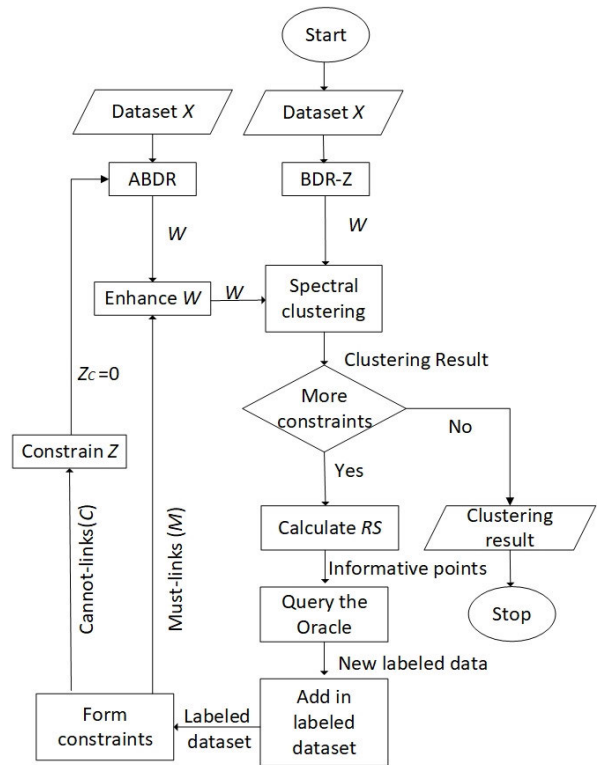 Start
Dataset X
Dataset X
ABDR
BDR-Z
W
W
Enhance W
W
Spectral
clustering
Clustering Result
Zc=0
More
constraints
No
Yes
Constrain Z
Calculate RS
Clustering
result
Informative points
Cannot-links(C)
Must-links (M)
Query the
Oracle
Stop
New labeled data
Form
constraints
Labeled
dataset
Add in
labeled
dataset